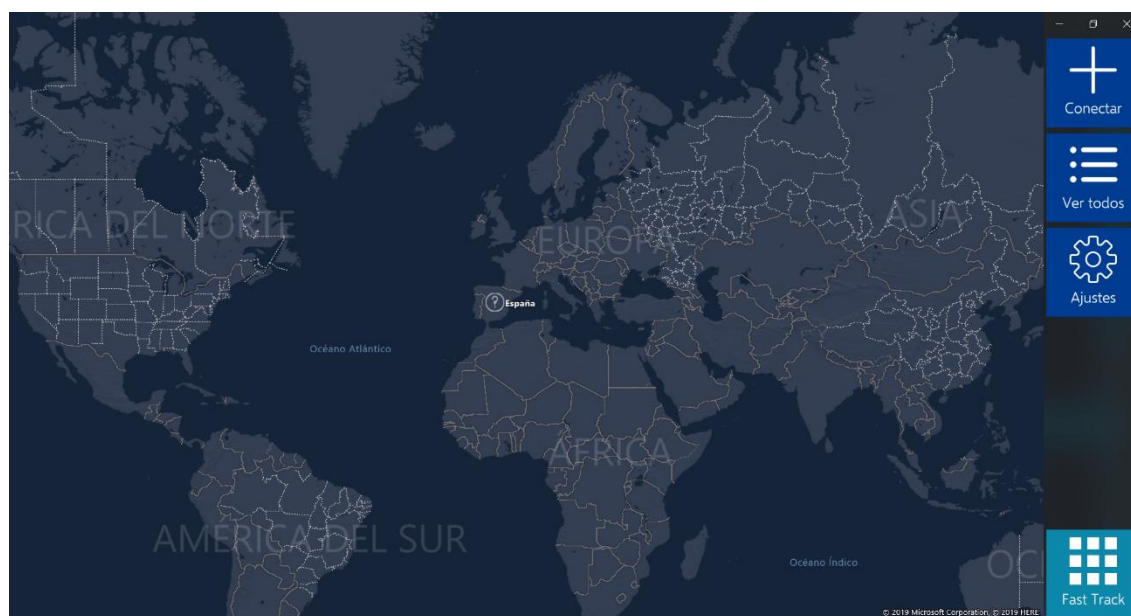 Conectar
RICA DEL NORTE
ASIA
Ver todos
EUROPA
Ajustes
España
Océano Atlántico
ÁFRICA
AMÉRICA DEL SUR
Océano Índico
OCE
Fast Track
© 2019 Microsoft Corporation, © 2019 HERE